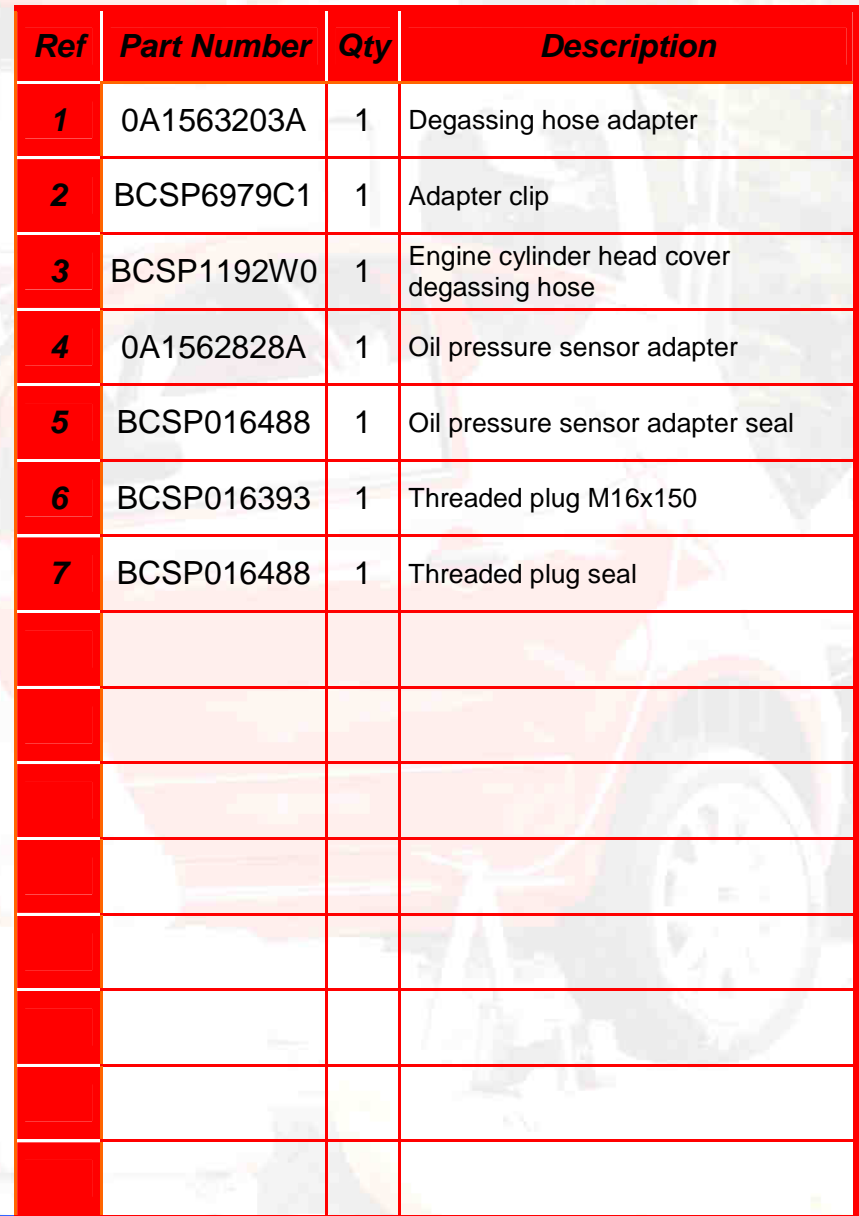 Ref Part Number Qty Description
1 0A1563203A 1 Degassing hose adapter
2 BCSP6979C1 1 Adapter clip
3 BCSP1192W0 1 Engine cylinder head cover
degassing hose
4 0A1562828A 1 Oil pressure sensor adapter
5 BCSP016488 1 Oil pressure sensor adapter seal
6 BCSP016393 1 Threaded plug M16x150
7 BCSP016488 1 Threaded plug seal